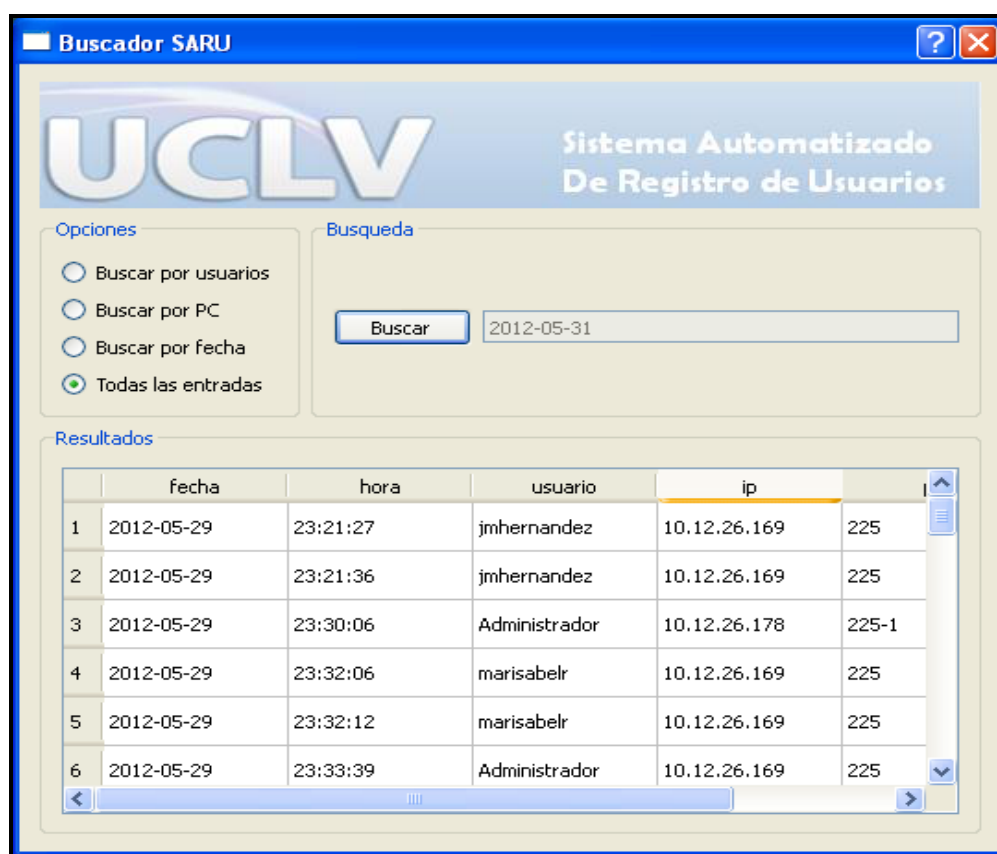 Buscador SARU
UCLV
Sistema Automatizado
De Registro de Usuarios
Opciones
Buscar por usuarios
Buscar por PC
Buscar por fecha
Todas las entradas
Busqueda
Buscar 2012-05-31
Resultados
fecha hora usuario ip
1 2012-05-29 23:21:27 jmhernandez 10.12.26.169 225
2 2012-05-29 23:21:36 jmhernandez 10.12.26.169 225
3 2012-05-29 23:30:06 Administrador 10.12.26.178 225-1
4 2012-05-29 23:32:06 marisabelr 10.12.26.169 225
5 2012-05-29 23:32:12 marisabelr 10.12.26.169 225
6 2012-05-29 23:33:39 Administrador 10.12.26.169 225